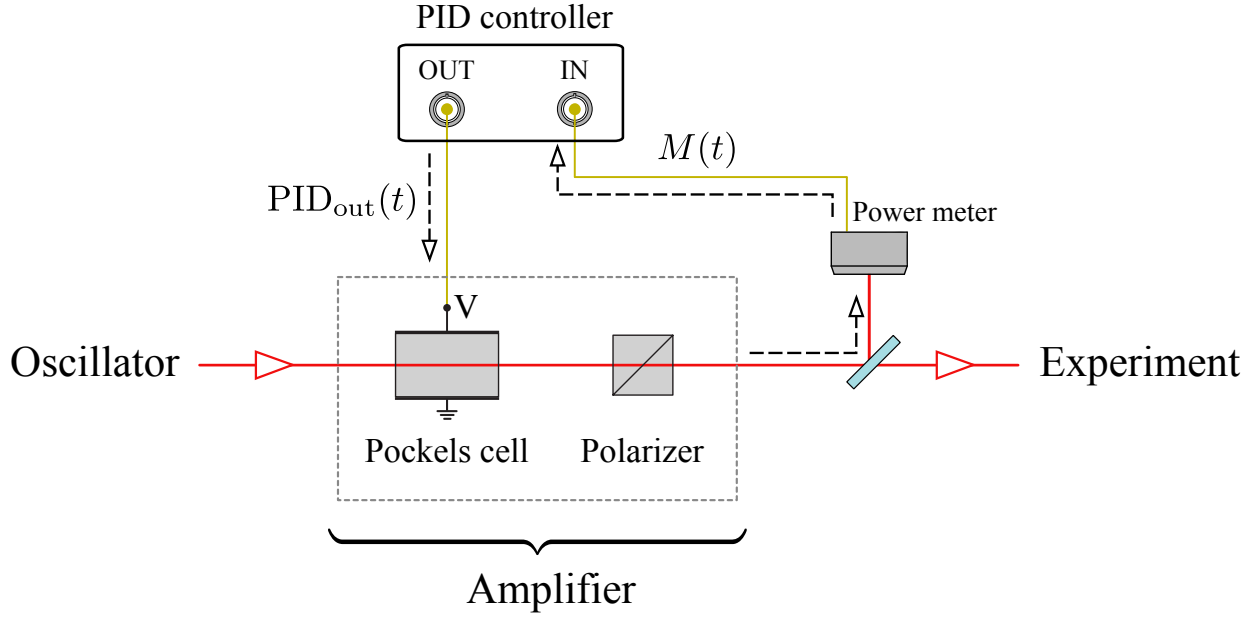 PID controller
OUT
IN
M(t)
PID_out(t)
Power meter
V
Oscillator
Experiment
Pockels cell
Polarizer
Amplifier